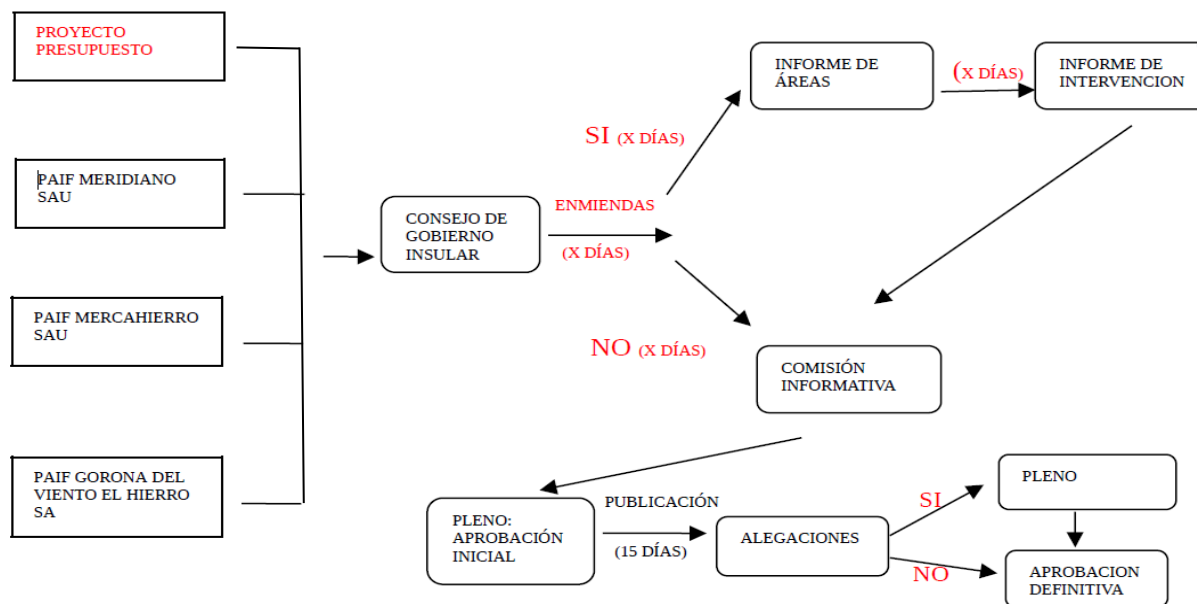 PROYECTO
PRESUPUESTO
PAIF MERIDIANO
SAU
PAIF MERCAHIERRO
SAU
PAIF GORONA DEL
VIENTO EL HIERRO
SA
CONSEJO DE
GOBIERNO
INSULAR
ENMIENDAS
(X DÍAS)
SI (X DÍAS)
INFORME DE
ÁREAS
(X DÍAS)
INFORME DE
INTERVENCION
NO (X DÍAS)
COMISIÓN
INFORMATIVA
PLENO:
APROBACIÓN
INICIAL
PUBLICACIÓN
(15 DÍAS)
ALEGACIONES
SI
PLENO
NO
APROBACION
DEFINITIVA